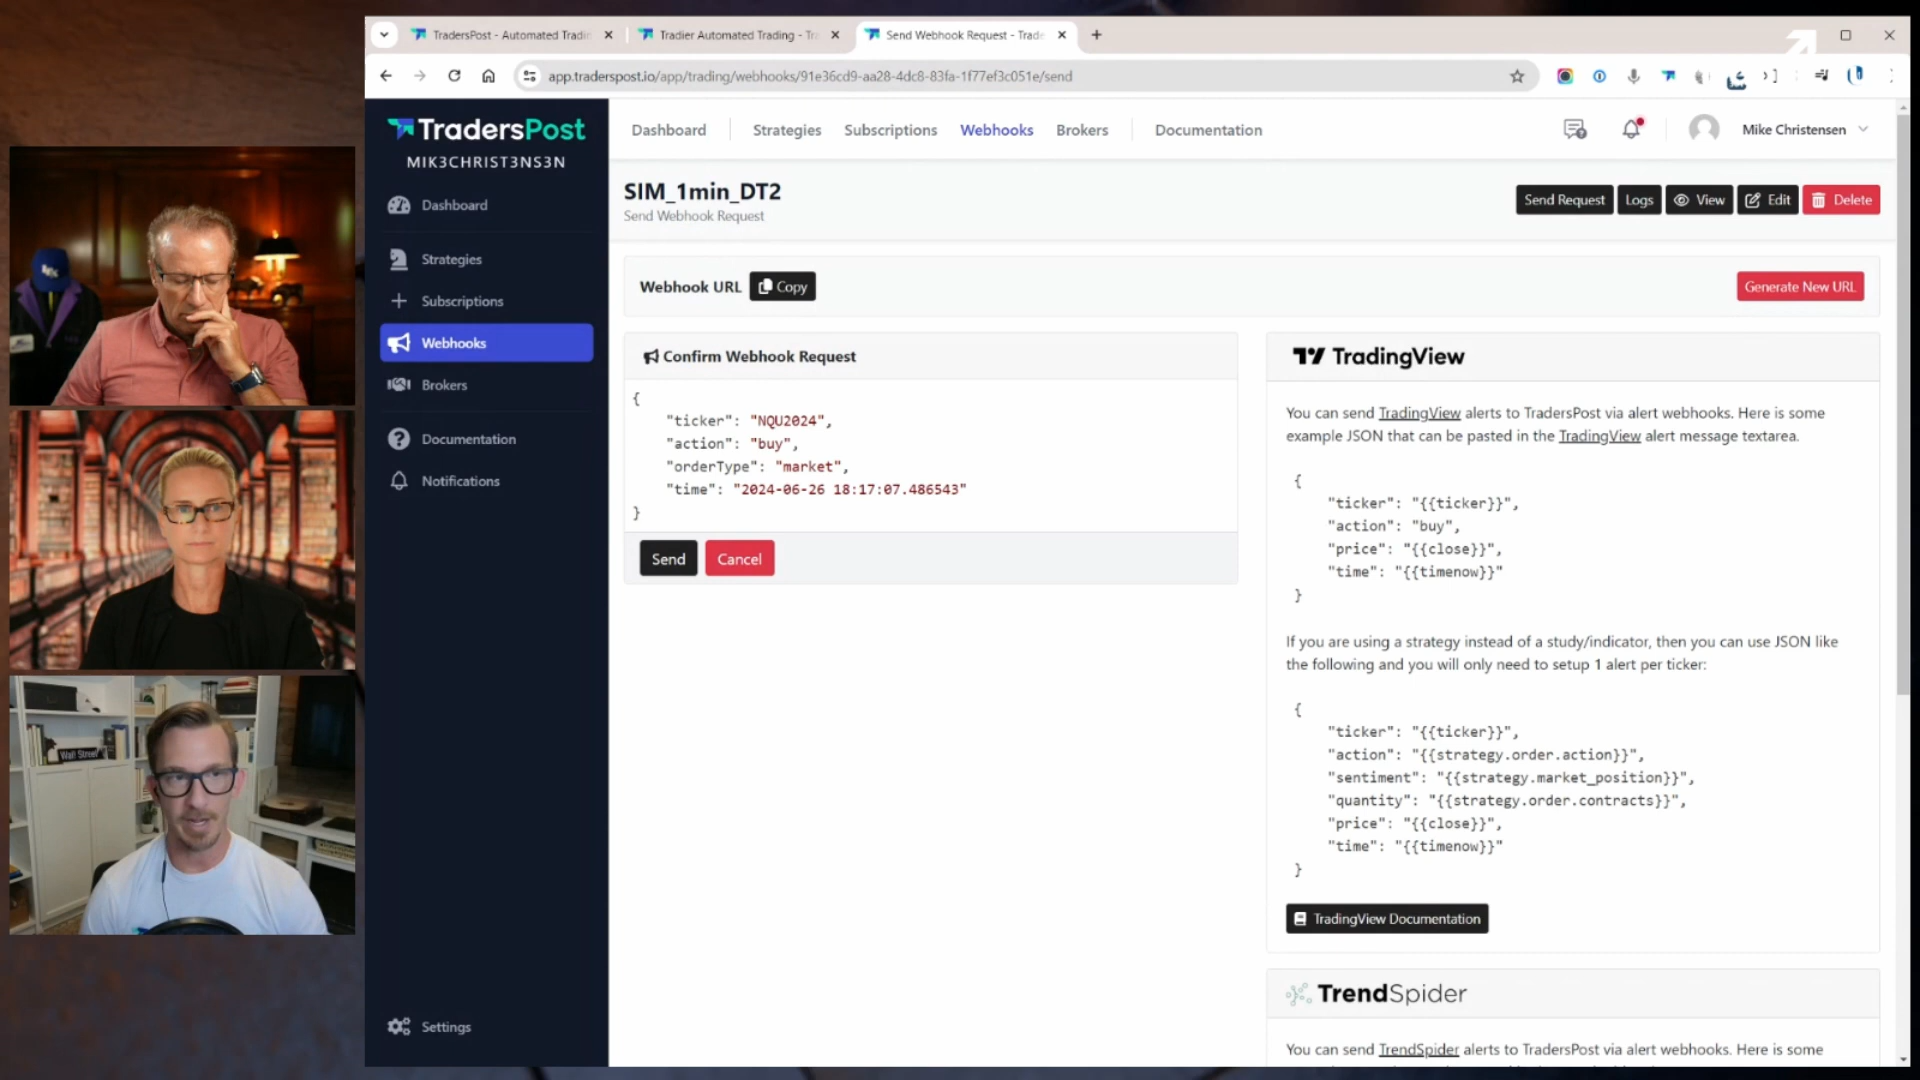 TradersPost - Automated Tradin
Tradier Automated Trading - Tra
Send Webhook Request - Trade
app.traderspost.io/app/trading/webhooks/91e36cd9-aa28-4dc8-83fa-1f77ef3c051e/send
TradersPost
MIK3CHRIST3NS3N
Dashboard
Strategies
Subscriptions
Webhooks
Brokers
Documentation
Notifications
Settings
Dashboard Strategies Subscriptions Webhooks Brokers Documentation
Mike Christensen
SIM_1min_DT2
Send Webhook Request
Send Request Logs View Edit Delete
Webhook URL Copy
Generate New URL
Confirm Webhook Request
{
"ticker": "NQU2024",
"action": "buy",
"orderType": "market",
"time": "2024-06-26 18:17:07.486543"
}
Send Cancel
TradingView
You can send TradingView alerts to TradersPost via alert webhooks. Here is some
example JSON that can be pasted in the TradingView alert message textarea.
{
"ticker": "{{ticker}}",
"action": "buy",
"price": "{{close}}",
"time": "{{timenow}}"
}
If you are using a strategy instead of a study/indicator, then you can use JSON like
the following and you will only need to setup 1 alert per ticker:
{
"ticker": "{{ticker}}",
"action": "{{strategy.order.action}}",
"sentiment": "{{strategy.market_position}}",
"quantity": "{{strategy.order.contracts}}",
"price": "{{close}}",
"time": "{{timenow}}"
}
TradingView Documentation
TrendSpider
You can send TrendSpider alerts to TradersPost via alert webhooks. Here is some
Wall Street